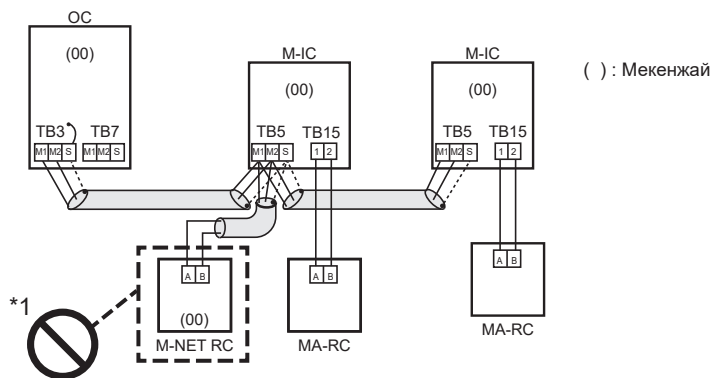 OC
(00)
TB3 TB7
M1 M2 S M1 M2 S
M-IC
(00)
TB5 TB15
M1 M2 S 1 2
M-IC
(00)
TB5 TB15
M1 M2 S 1 2
( ) : Мекенжай
*1
A B
(00)
M-NET RC
A B
MA-RC
A B
MA-RC